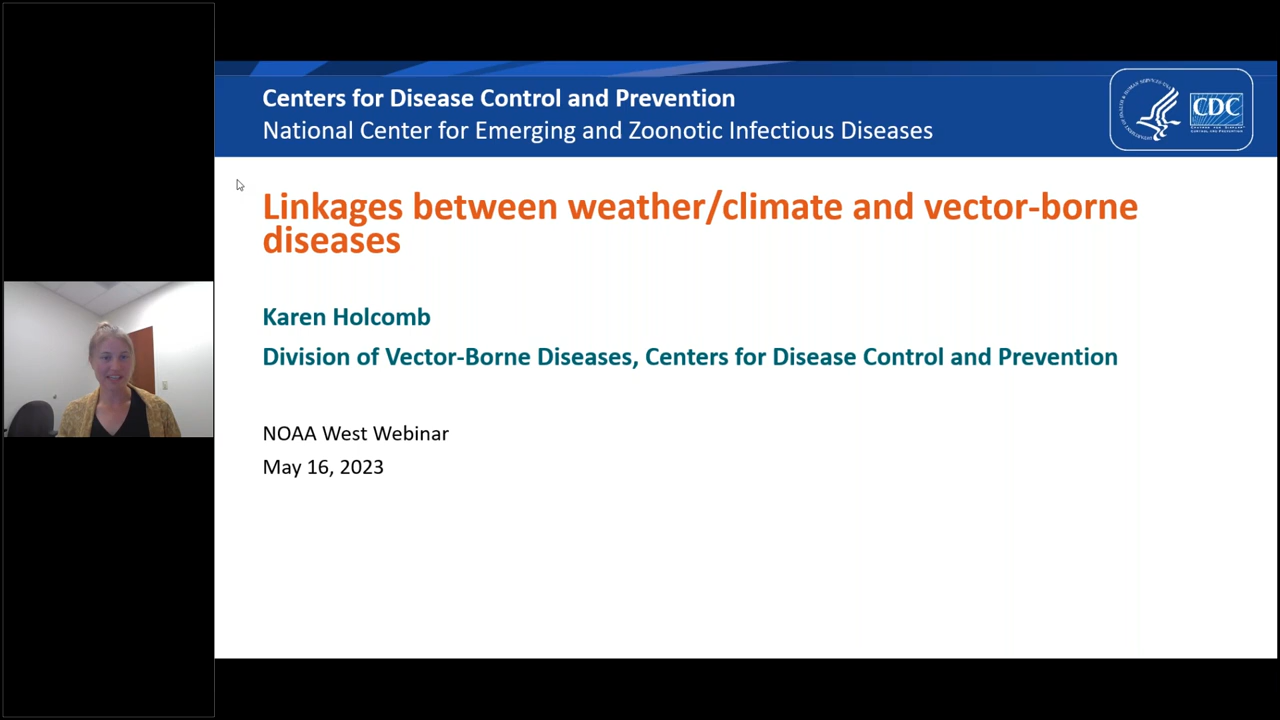 Centers for Disease Control and Prevention
National Center for Emerging and Zoonotic Infectious Diseases
CDC
Linkages between weather/climate and vector-borne
diseases
Karen Holcomb
Division of Vector-Borne Diseases, Centers for Disease Control and Prevention
NOAA West Webinar
May 16, 2023